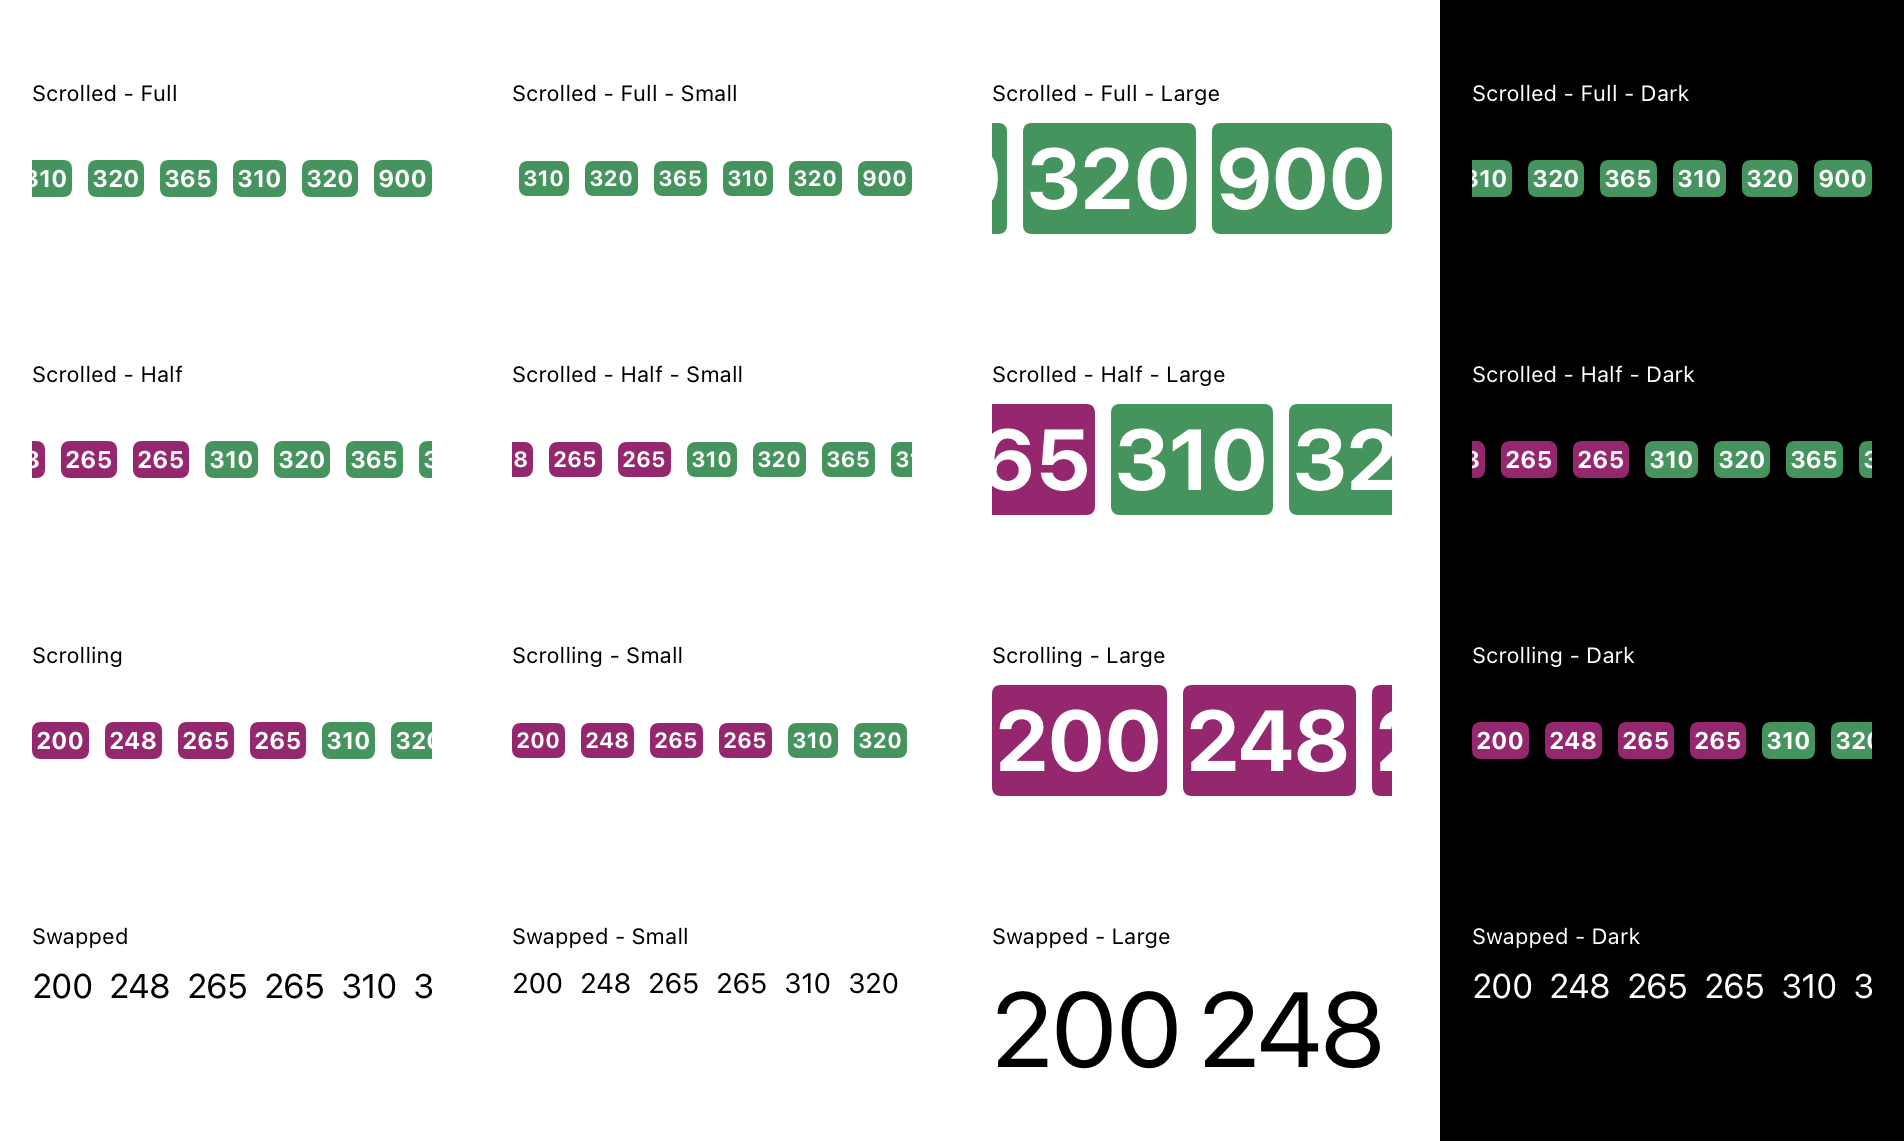 Scrolled - Full
310 320 365 310 320 900
Scrolled - Full - Small
310 320 365 310 320 900
Scrolled - Full - Large
320 900
Scrolled - Full - Dark
310 320 365 310 320 900
Scrolled - Half
265 265 310 320 365
Scrolled - Half - Small
8 265 265 310 320 365
Scrolled - Half - Large
65 310 32
Scrolled - Half - Dark
265 265 310 320 365
Scrolling
200 248 265 265 310 320
Scrolling - Small
200 248 265 265 310 320
Scrolling - Large
200 248 2
Scrolling - Dark
200 248 265 265 310 320
Swapped
200 248 265 265 310 3
Swapped - Small
200 248 265 265 310 320
Swapped - Large
200 248
Swapped - Dark
200 248 265 265 310 3